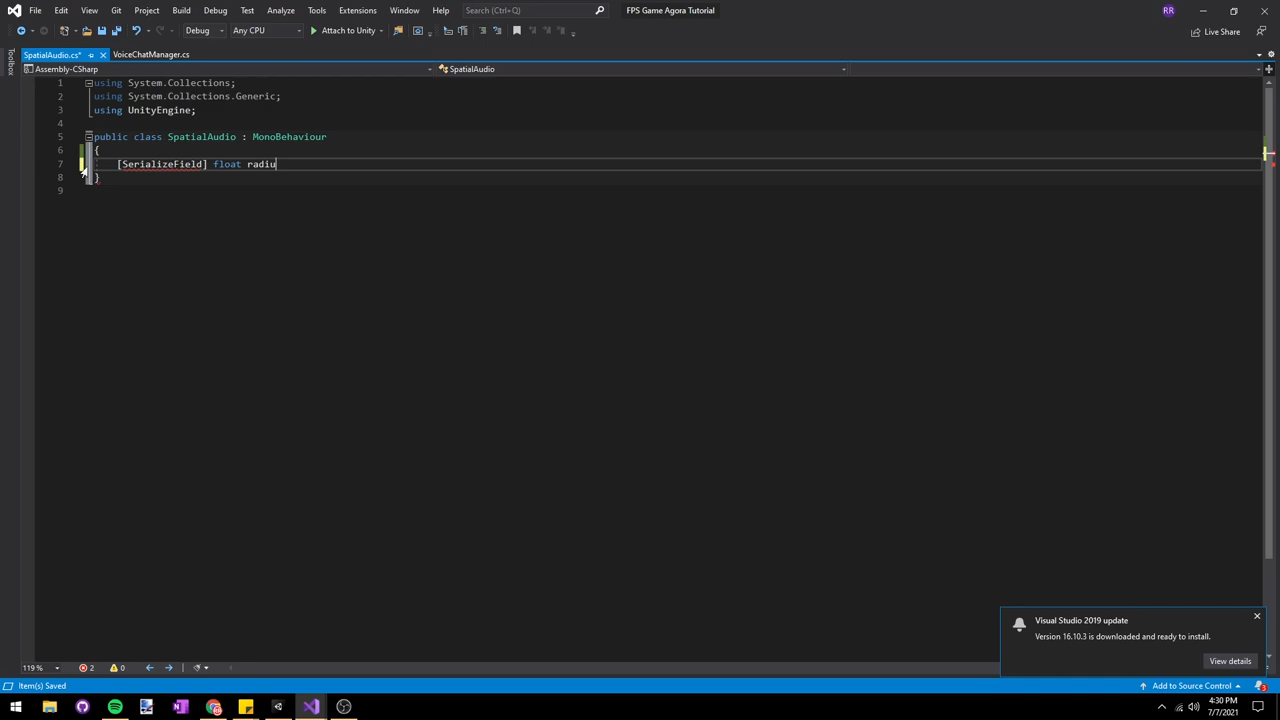 File Edit View Git Project Build Debug Test Analyze Tools Extensions Window Help Search (Ctrl+Q) FPS Game Agora Tutorial RR
Debug Any CPU Attach to Unity Live Share
Toolbox
SpatialAudio.cs* VoiceChatManager.cs
Assembly-CSharp SpatialAudio
1 using System.Collections;
2 using System.Collections.Generic;
3 using UnityEngine;
4
5 public class SpatialAudio : MonoBehaviour
6 {
7 [SerializeField] float radiu
8 }
9
Visual Studio 2019 update
Version 16.10.3 is downloaded and ready to install.
View details
119 % 2 0
Item(s) Saved Add to Source Control 3
4:30 PM
7/7/2021